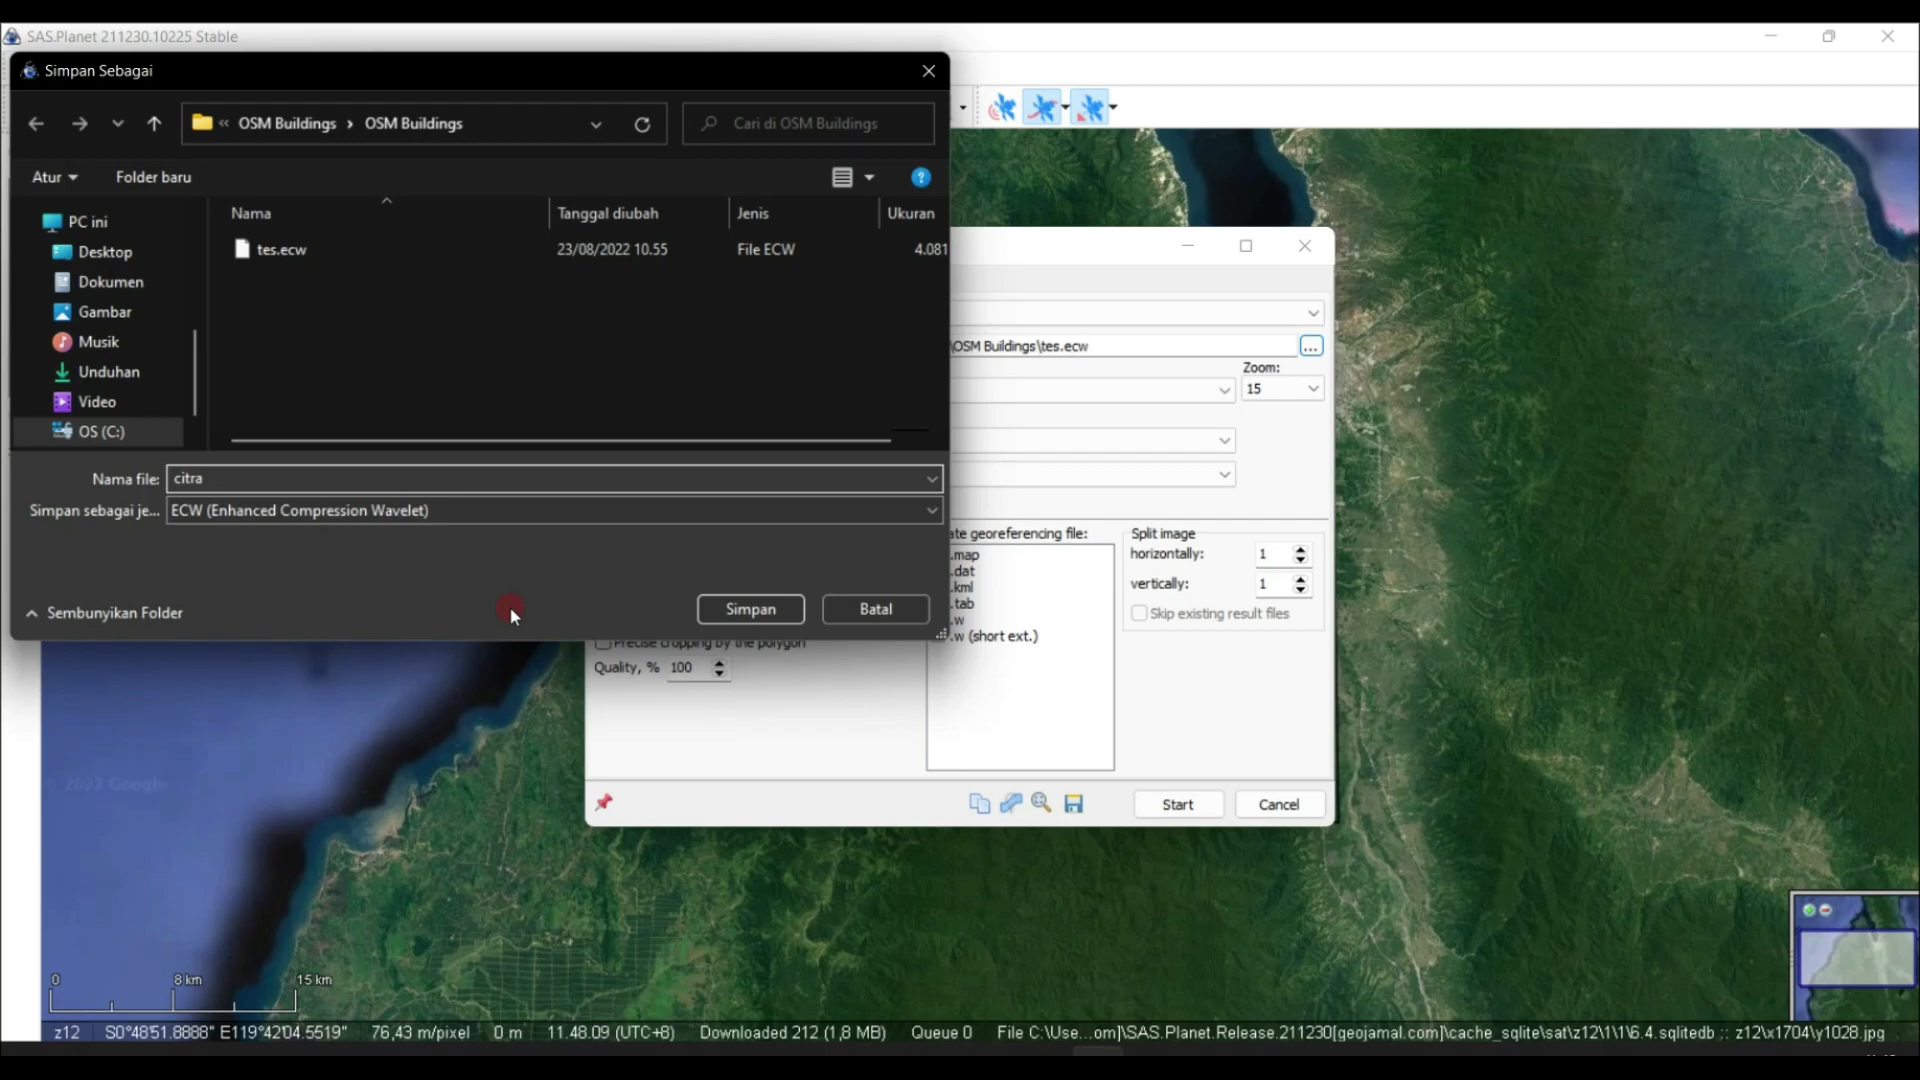 SAS.Planet 211230.10225 Stable
Simpan Sebagai
« OSM Buildings › OSM Buildings
Cari di OSM Buildings
Atur
Folder baru
Nama
Tanggal diubah
Jenis
Ukuran
tes.ecw
23/08/2022 10.55
File ECW
4.081
PC ini
Desktop
Dokumen
Gambar
Musik
Unduhan
Video
OS (C:)
Nama file:
citra
Simpan sebagai je...
ECW (Enhanced Compression Wavelet)
Sembunyikan Folder
Simpan
Batal
\OSM Buildings\tes.ecw
...
Zoom:
15
ate georeferencing file:
.map
.dat
.kml
.tab
.w
.w (short ext.)
Split image
horizontally:
1
vertically:
1
Skip existing result files
Precise cropping by the polygon
Quality, %
100
Start
Cancel
© 2022 Google
0
8 km
15 km
z12
S0°48'51.8888" E119°42'04.5519"
76,43 m/pixel
0 m
11.48.09 (UTC+8)
Downloaded 212 (1,8 MB)
Queue 0
File C:\Use...om]\SAS.Planet.Release.211230[geojamal.com]\cache_sqlite\sat\z12\1\1\6.4.sqlitedb :: z12\x1704\y1028.jpg